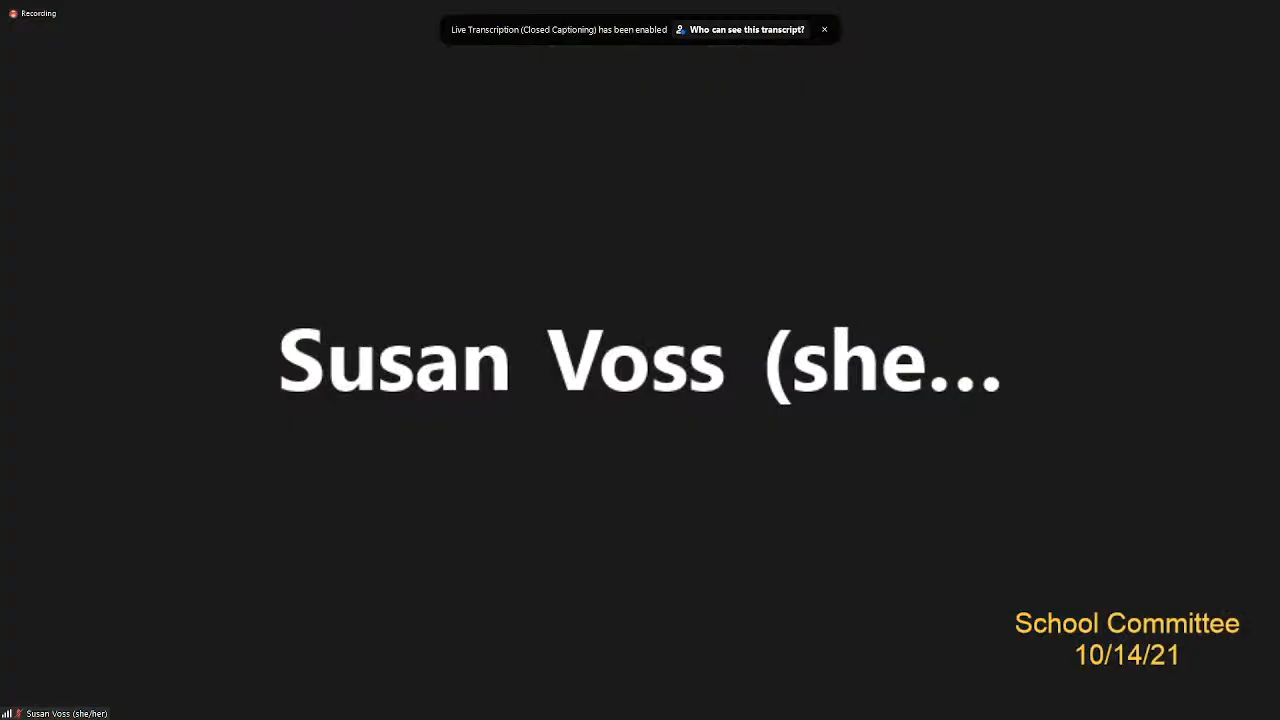 Recording
Live Transcription (Closed Captioning) has been enabled Who can see this transcript? ×
Susan Voss (she...
School Committee
10/14/21
Susan Voss (she/her)